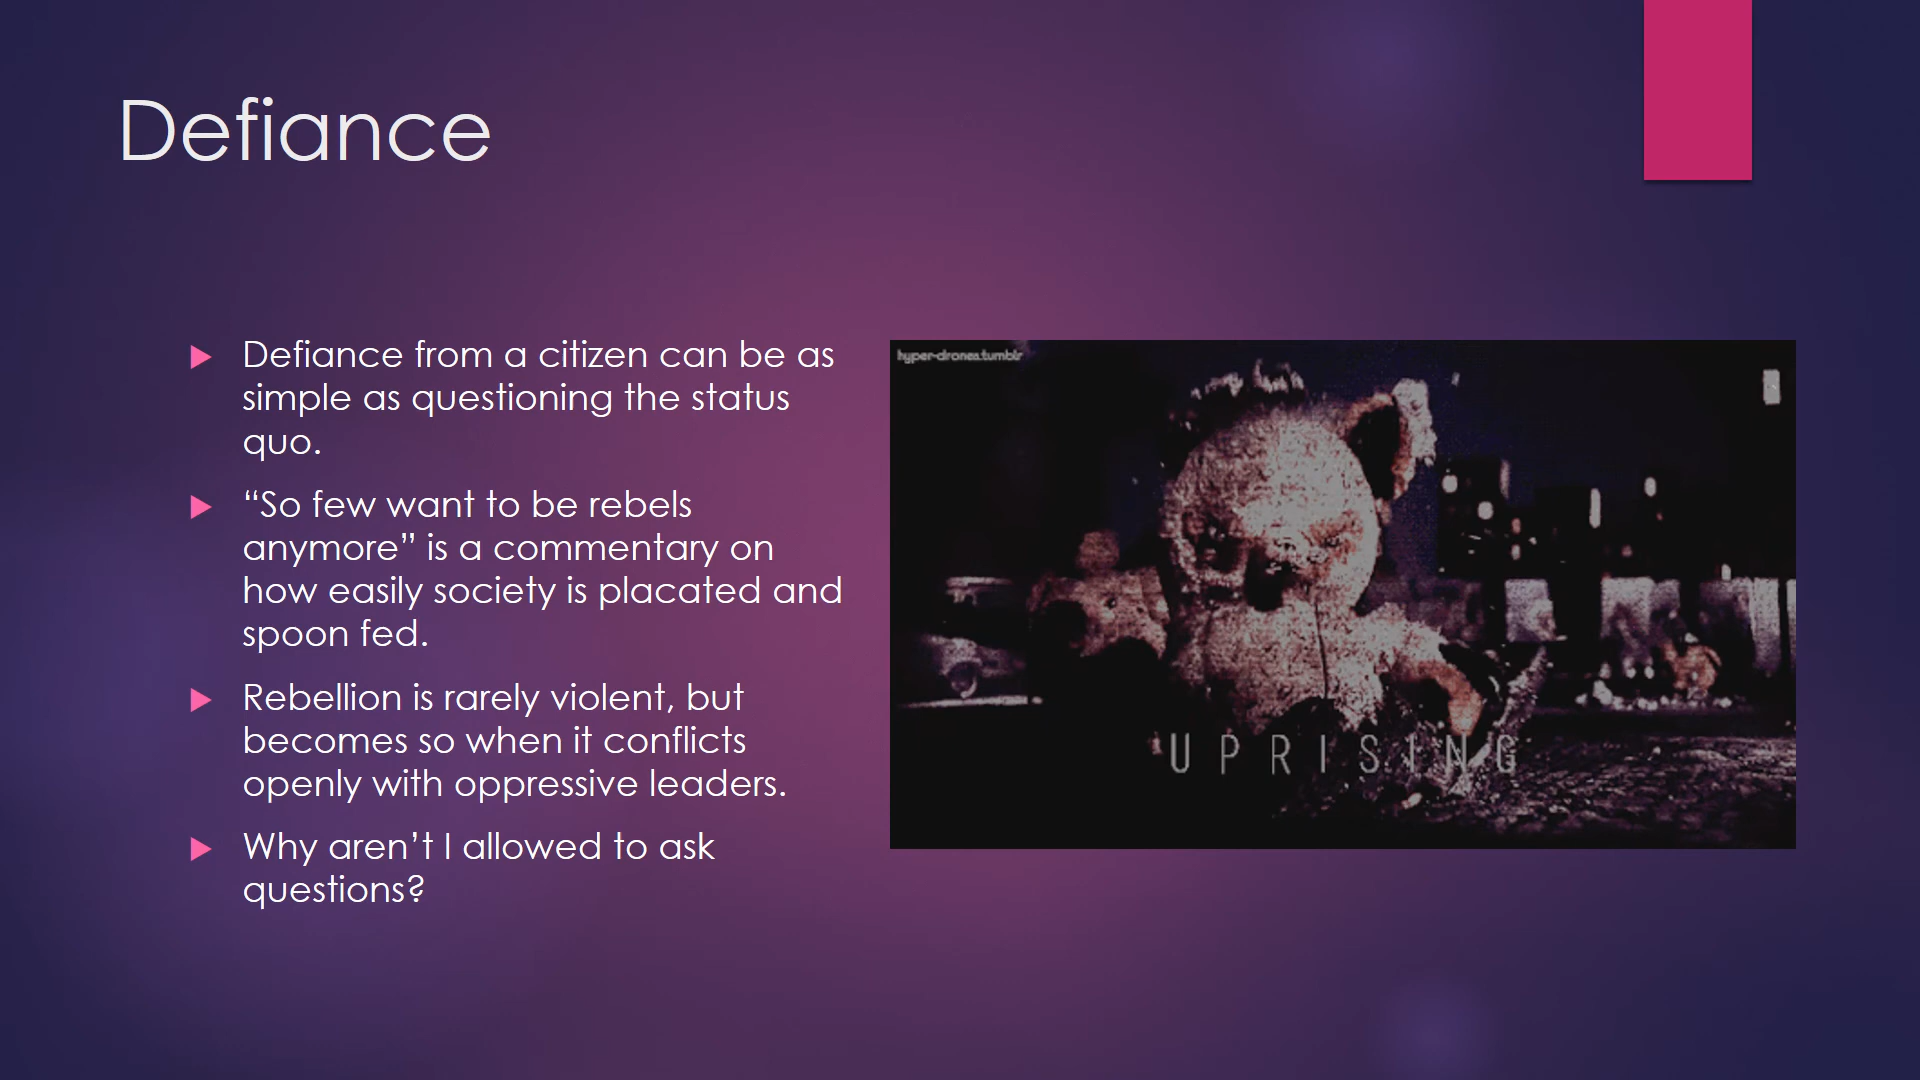 Defiance
Defiance from a citizen can be as
simple as questioning the status
quo.
“So few want to be rebels
anymore” is a commentary on
how easily society is placated and
spoon fed.
Rebellion is rarely violent, but
becomes so when it conflicts
openly with oppressive leaders.
Why aren’t I allowed to ask
questions?
hyper-drones.tumblr
UPRISING